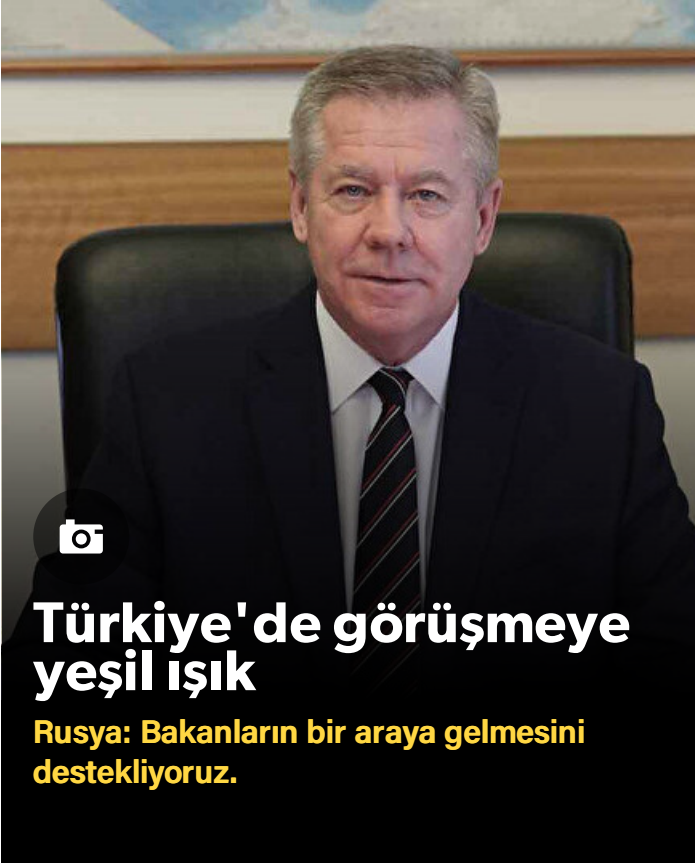 Türkiye'de görüşmeye
yeşil ışık
Rusya: Bakanların bir araya gelmesini
destekliyoruz.